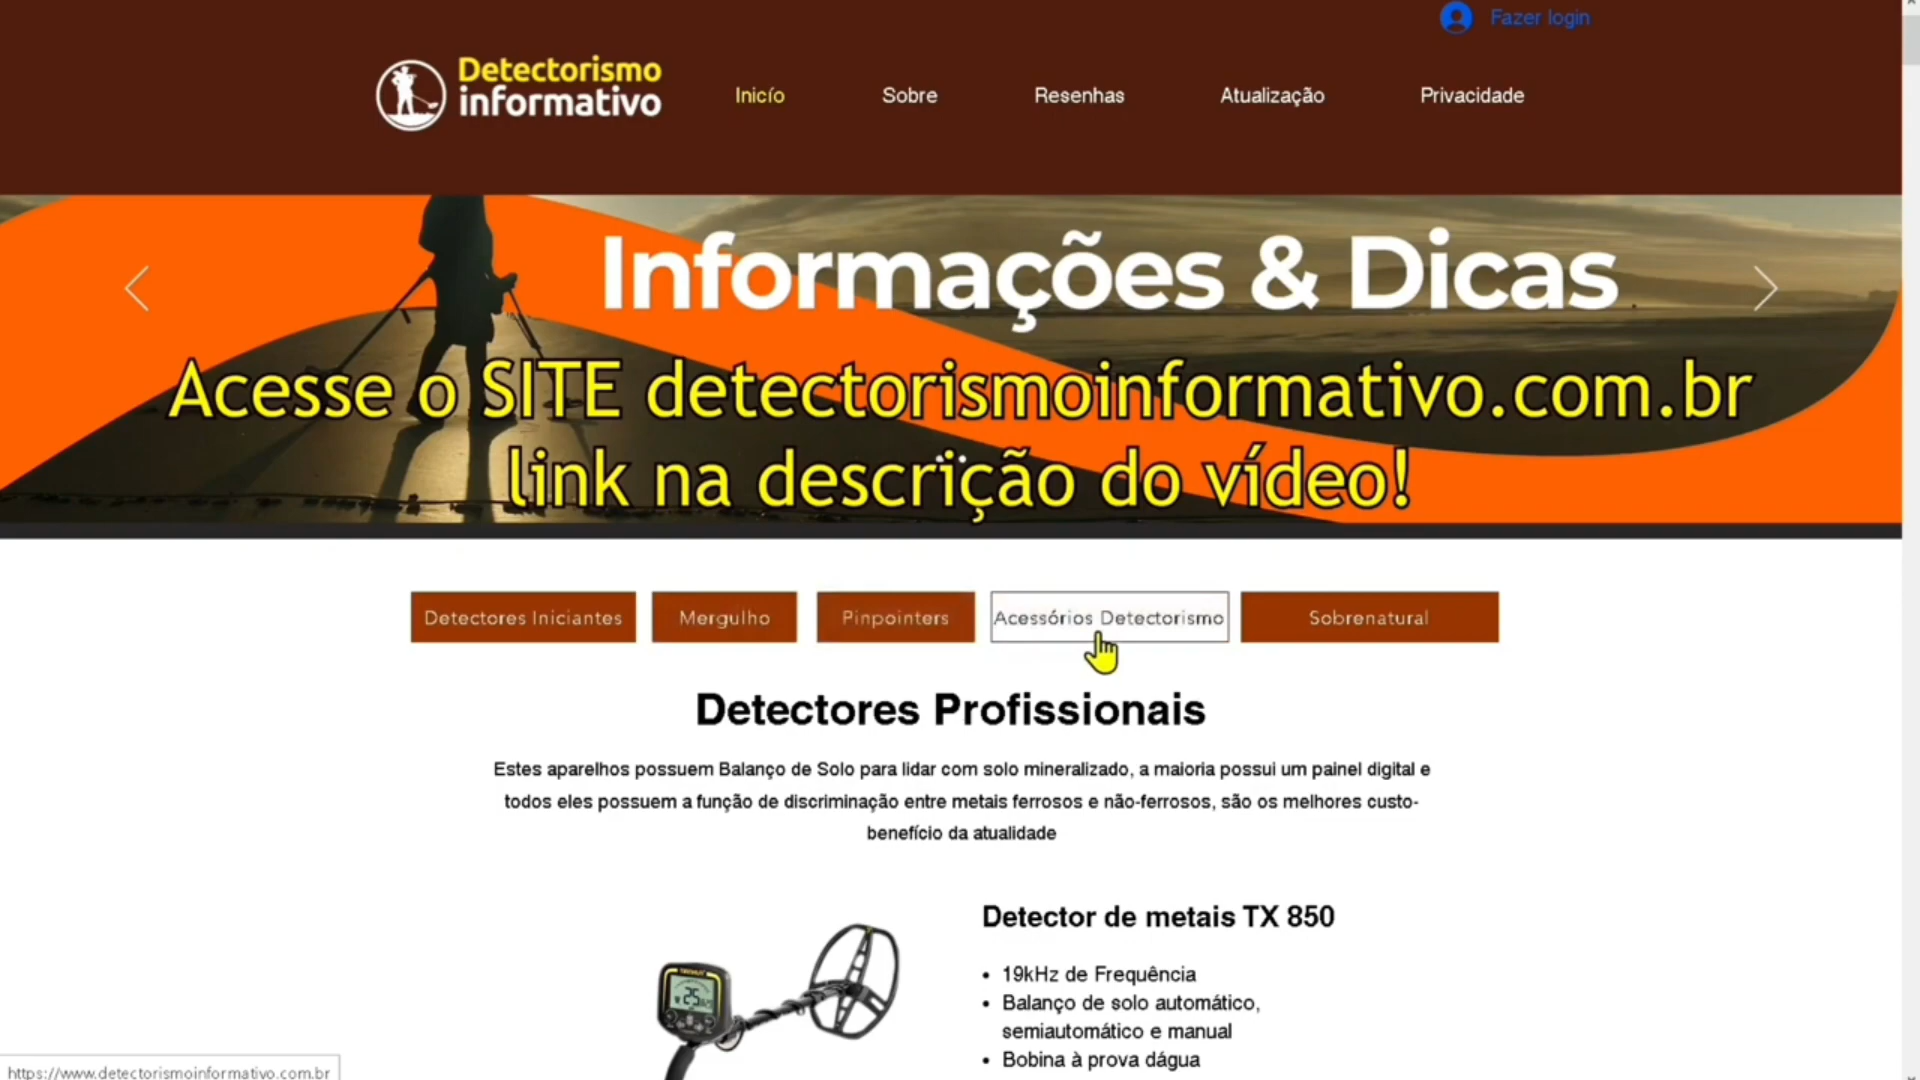 Fazer login
Detectorismo
informativo
Inicío
Sobre
Resenhas
Atualização
Privacidade
Informações & Dicas
Acesse o SITE detectorismoinformativo.com.br
link na descrição do vídeo!
Detectores Iniciantes
Mergulho
Pinpointers
Acessórios Detectorismo
Sobrenatural
Detectores Profissionais
Estes aparelhos possuem Balanço de Solo para lidar com solo mineralizado, a maioria possui um painel digital e
todos eles possuem a função de discriminação entre metais ferrosos e não-ferrosos, são os melhores custo-
benefício da atualidade
Detector de metais TX 850
• 19kHz de Frequência
• Balanço de solo automático,
semiautomático e manual
• Bobina à prova dágua
25
https://www.detectorismoinformativo.com.br